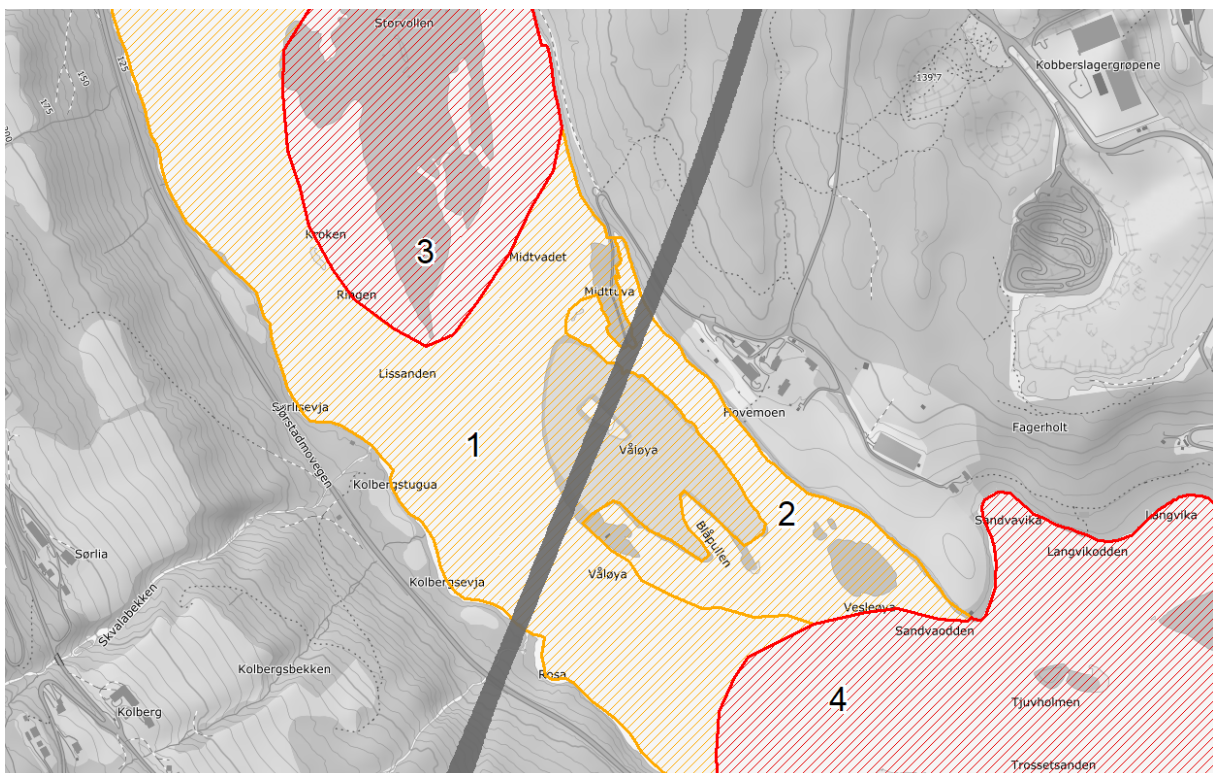 Storvollen
125
150
175
200
139.7
Kobberslagergrøpene
Kroken
3
Midtvadet
Ringen
Midttuva
Lissanden
Sørlisevja
Sørstadmovegen
Hovemoen
Fagerholt
1
Våløya
Kolbergstugua
2
Sandvavika
Langvika
Blåpullen
Langvikodden
Sørlia
Kolbergsevja
Våløya
Skvalabekken
Vesleøya
Sandvaodden
Kolbergsbekken
Rosa
4
Tjuvholmen
Kolberg
Trossetsanden